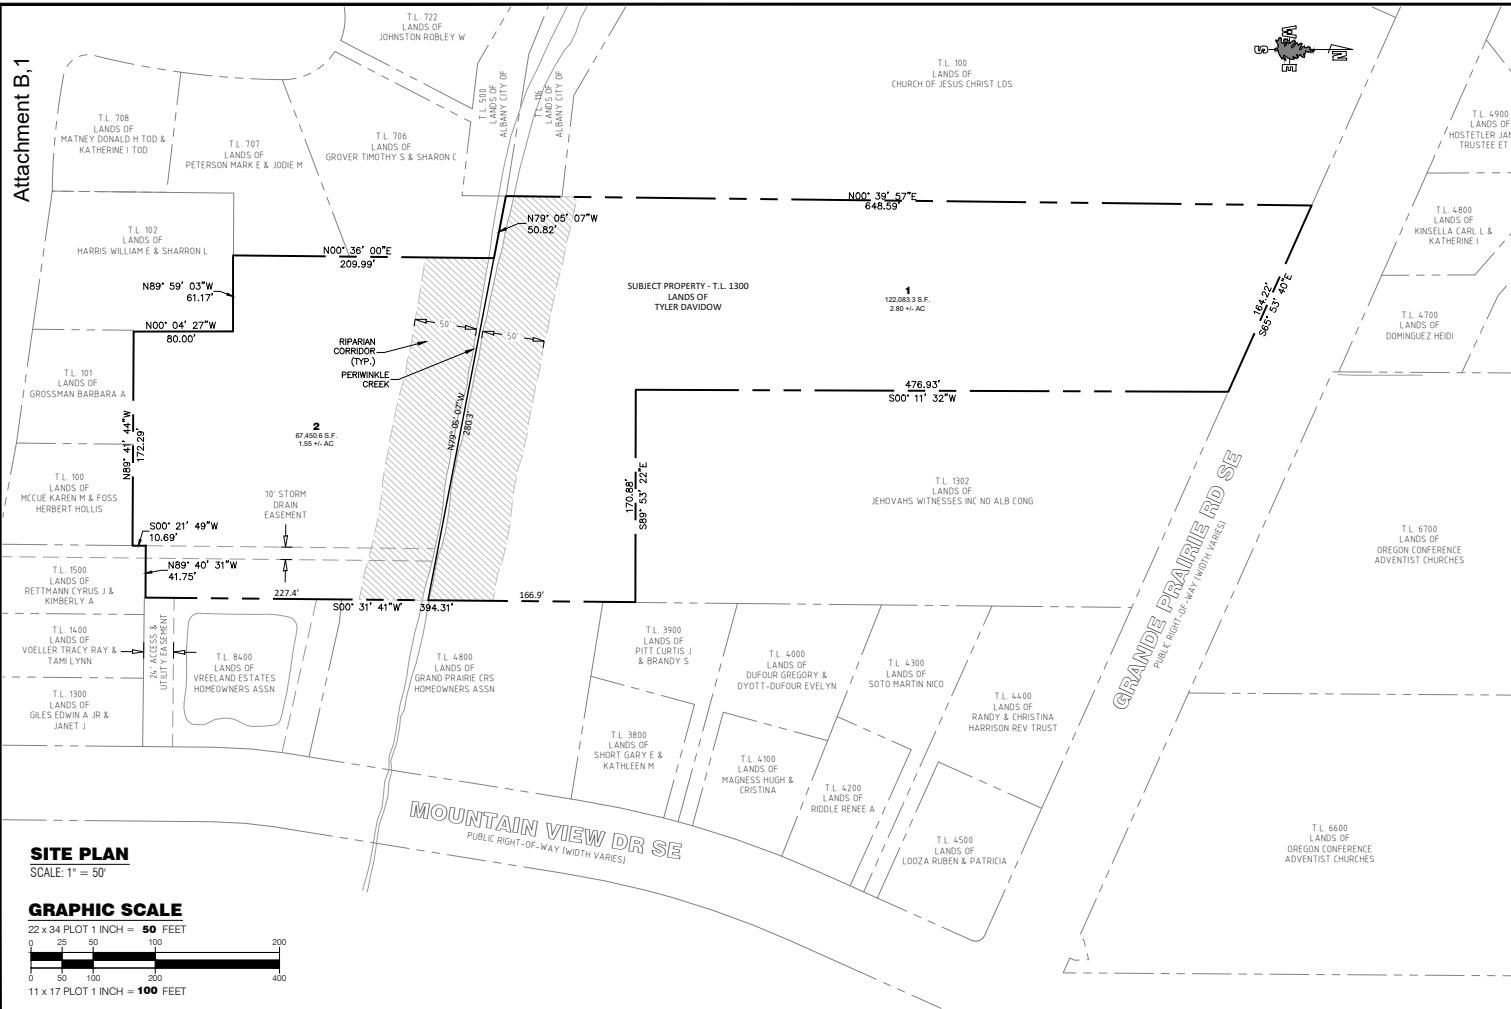 Attachment B,1
T.L. 722
LANDS OF
JOHNSTON ROBLEY W
T.L. 500
LANDS OF
ALBANY CITY OF
T.L. 116
LANDS OF
ALBANY CITY OF
T.L. 100
LANDS OF
CHURCH OF JESUS CHRIST LDS
S
E
N
T.L. 4900
LANDS OF
HOSTETLER JAN
TRUSTEE ET
T.L. 708
LANDS OF
MATNEY DONALD H TOD &
KATHERINE I TOD
T.L. 707
LANDS OF
PETERSON MARK E & JODIE M
T.L. 706
LANDS OF
GROVER TIMOTHY S & SHARON C
T.L. 102
LANDS OF
HARRIS WILLIAM E & SHARRON L
N79° 05' 07"W
50.82'
N00° 39' 57"E
648.59'
T.L. 4800
LANDS OF
KINSELLA CARL L &
KATHERINE I
N00° 36' 00"E
209.99'
N89° 59' 03"W
61.17'
N00° 04' 27"W
80.00'
SUBJECT PROPERTY - T.L. 1300
LANDS OF
TYLER DAVIDOW
1
122,083.3 S.F.
2.80 +/- AC
164.22'
S65° 53' 40"E
T.L. 4700
LANDS OF
DOMINGUEZ HEIDI
50'
50'
RIPARIAN
CORRIDOR
(TYP.)
PERIWINKLE
CREEK
T.L. 101
LANDS OF
GROSSMAN BARBARA A
476.93'
S00° 11' 32"W
N89° 41' 44"W
172.29'
2
67,450.6 S.F.
1.55 +/- AC
N79° 05' 07"W
280.3'
T.L. 100
LANDS OF
MCCUE KAREN M & FOSS
HERBERT HOLLIS
10' STORM
DRAIN
EASEMENT
170.88'
S89° 53' 22"E
T.L. 1302
LANDS OF
JEHOVAHS WITNESSES INC NO ALB CONG
GRANDE PRAIRIE RD SE
PUBLIC RIGHT-OF-WAY (WIDTH VARIES)
T.L. 6700
LANDS OF
OREGON CONFERENCE
ADVENTIST CHURCHES
S00° 21' 49"W
10.69'
N89° 40' 31"W
41.75'
T.L. 1500
LANDS OF
RETTMANN CYRUS J &
KIMBERLY A
227.4'
S00° 31' 41"W
394.31'
166.9'
T.L. 1400
LANDS OF
VOELLER TRACY RAY &
TAMI LYNN
24' ACCESS &
UTILITY EASEMENT
T.L. 8400
LANDS OF
VREELAND ESTATES
HOMEOWNERS ASSN
T.L. 4800
LANDS OF
GRAND PRAIRIE CRS
HOMEOWNERS ASSN
T.L. 3900
LANDS OF
PITT CURTIS J
& BRANDY S
T.L. 4000
LANDS OF
DUFOUR GREGORY &
DYOTT-DUFOUR EVELYN
T.L. 4300
LANDS OF
SOTO MARTIN NICO
T.L. 4400
LANDS OF
RANDY & CHRISTINA
HARRISON REV TRUST
T.L. 1300
LANDS OF
GILES EDWIN A JR &
JANET J
T.L. 3800
LANDS OF
SHORT GARY E &
KATHLEEN M
T.L. 4100
LANDS OF
MAGNESS HUGH &
CRISTINA
T.L. 4200
LANDS OF
RIDDLE RENEE A
T.L. 4500
LANDS OF
LOOZA RUBEN & PATRICIA
T.L. 6600
LANDS OF
OREGON CONFERENCE
ADVENTIST CHURCHES
MOUNTAIN VIEW DR SE
PUBLIC RIGHT-OF-WAY (WIDTH VARIES)
SITE PLAN
SCALE: 1" = 50'
GRAPHIC SCALE
22 x 34 PLOT 1 INCH = 50 FEET
0 25 50 100 200
0 50 100 200 400
11 x 17 PLOT 1 INCH = 100 FEET